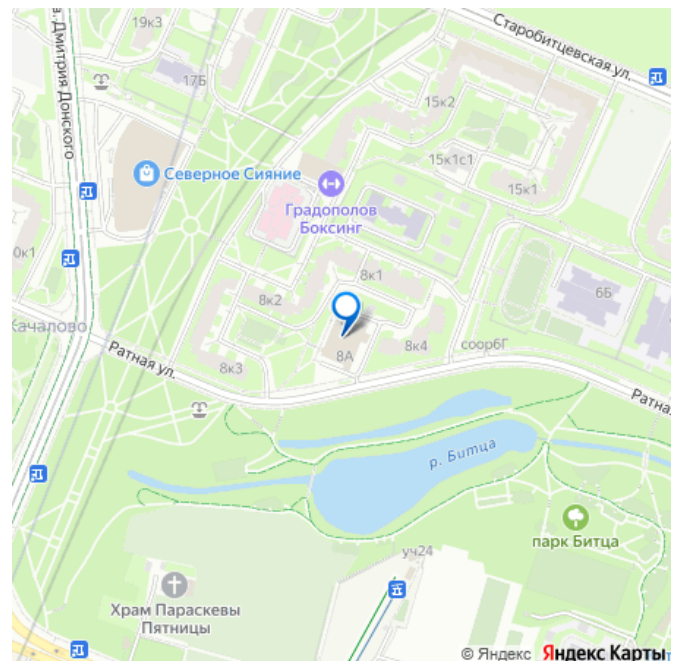 19к3
Старобитцевская ул.
в. Дмитрия Донского
17Б
15к2
Северное Сияние
15к1с1
15к1
Градополов
Боксинг
0к1
8к1
6Б
8к2
Качалово
8А
8к4
соор6Г
Ратная ул.
8к3
Ратна
р. Битца
парк Битца
уч24
Храм Параскевы
Пятницы
© Яндекс Яндекс Карты